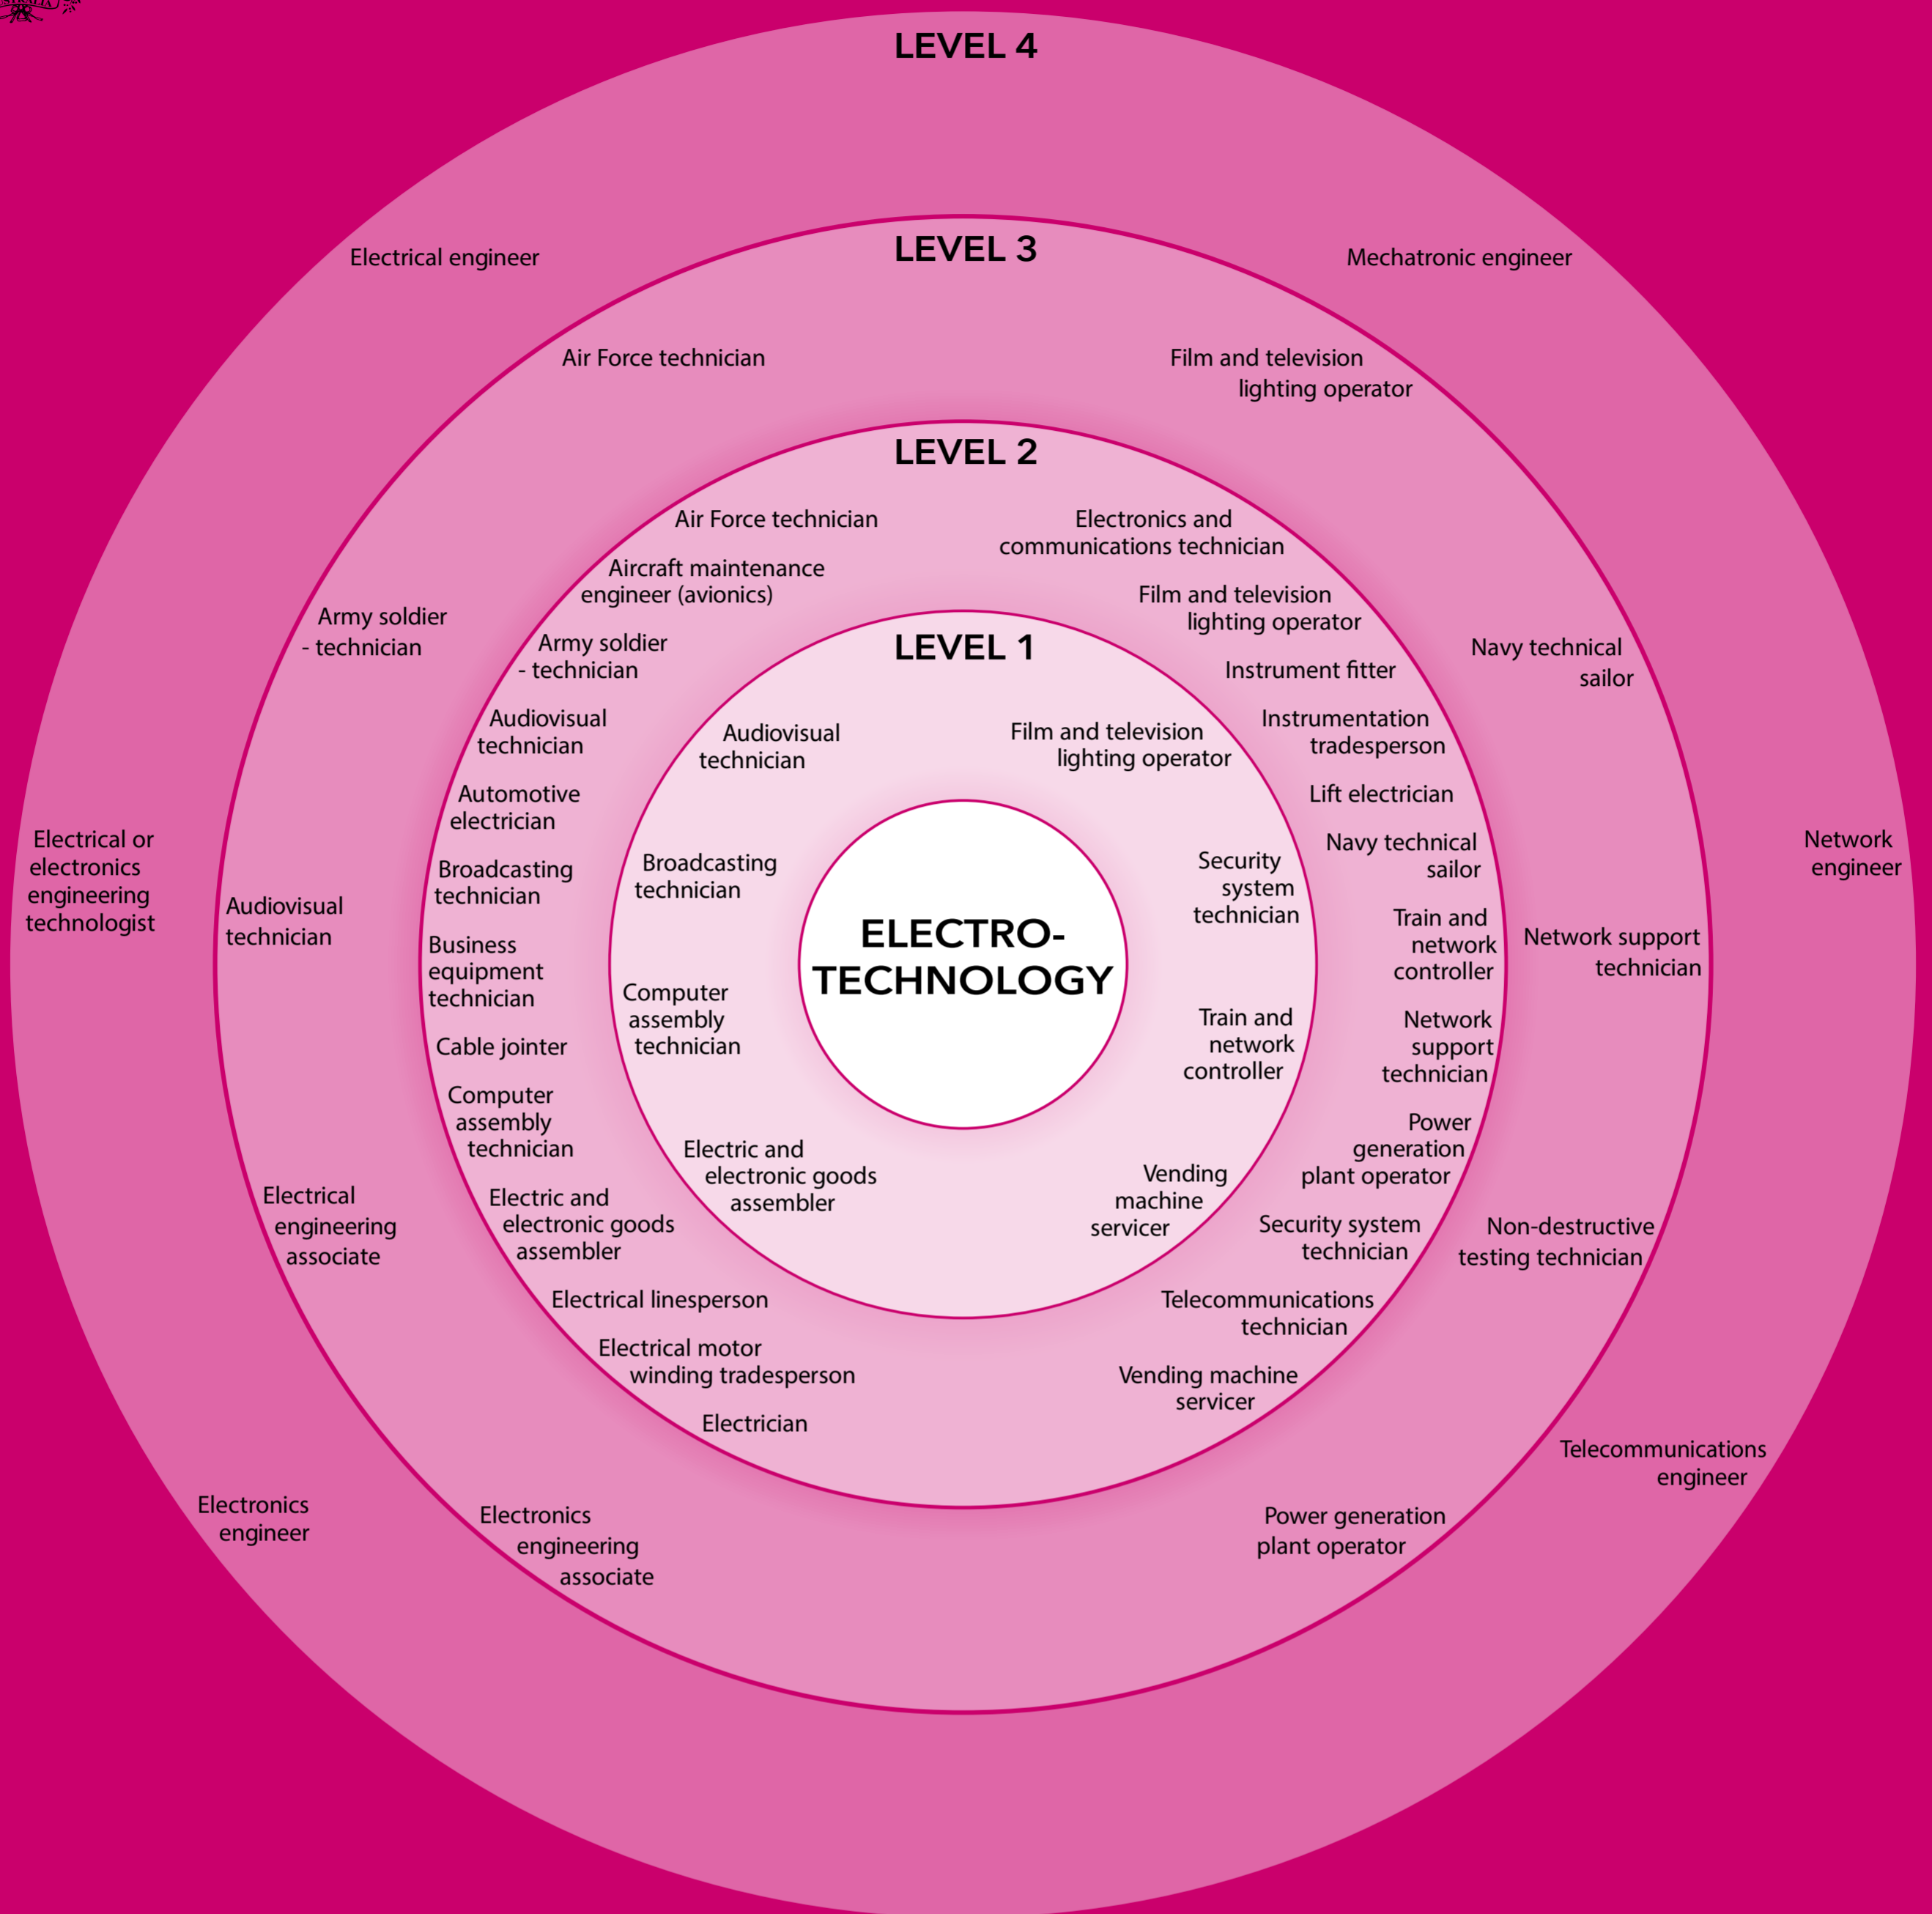 STRALIA
LEVEL 4
Electrical engineer
Mechatronic engineer
Electrical or
electronics
engineering
technologist
Network
engineer
Electronics
engineer
Telecommunications
engineer
LEVEL 3
Air Force technician
Film and television
lighting operator
Army soldier
- technician
Navy technical
sailor
Audiovisual
technician
Network support
technician
Electrical
engineering
associate
Non-destructive
testing technician
Electronics
engineering
associate
Power generation
plant operator
LEVEL 2
Air Force technician
Aircraft maintenance
engineer (avionics)
Army soldier
- technician
Audiovisual
technician
Automotive
electrician
Broadcasting
technician
Business
equipment
technician
Cable jointer
Computer
assembly
technician
Electric and
electronic goods
assembler
Electrical linesperson
Electrical motor
winding tradesperson
Electrician
Electronics and
communications technician
Film and television
lighting operator
Instrument fitter
Instrumentation
tradesperson
Lift electrician
Navy technical
sailor
Train and
network
controller
Network
support
technician
Power
generation
plant operator
Security system
technician
Telecommunications
technician
Vending machine
servicer
LEVEL 1
Audiovisual
technician
Broadcasting
technician
Computer
assembly
technician
Electric and
electronic goods
assembler
Film and television
lighting operator
Security
system
technician
Train and
network
controller
Vending
machine
servicer
ELECTRO-
TECHNOLOGY